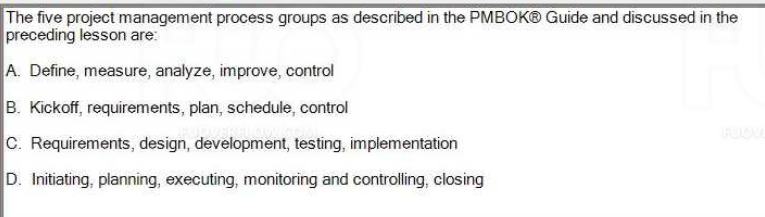 The five project management process groups as described in the PMBOK® Guide and discussed in the
preceding lesson are:
A. Define, measure, analyze, improve, control
B. Kickoff, requirements, plan, schedule, control
C. Requirements, design, development, testing, implementation
D. Initiating, planning, executing, monitoring and controlling, closing